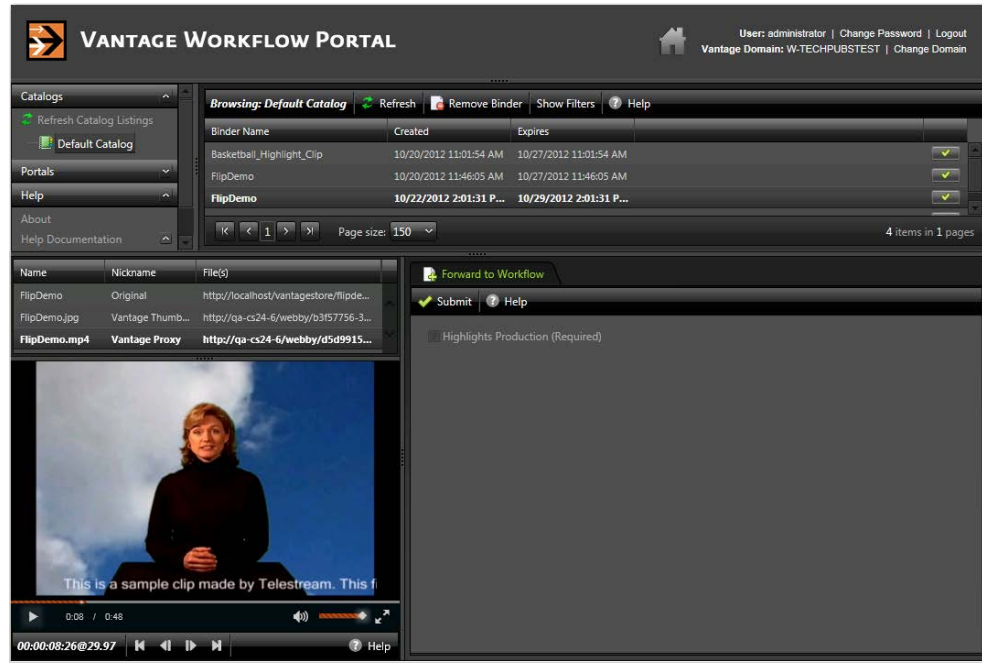 VANTAGE WORKFLOW PORTAL
User: administrator | Change Password | Logout
Vantage Domain: W-TECHPUBSTEST | Change Domain
Catalogs
Refresh Catalog Listings
Default Catalog
Portals
Help
About
Help Documentation
Browsing: Default Catalog Refresh Remove Binder Show Filters Help
Binder Name Created Expires
Basketball_Highlight_Clip 10/20/2012 11:01:54 AM 10/27/2012 11:01:54 AM
FlipDemo 10/20/2012 11:46:05 AM 10/27/2012 11:46:05 AM
FlipDemo 10/22/2012 2:01:31 P... 10/29/2012 2:01:31 P...
1 Page size: 150 4 items in 1 pages
Name Nickname File(s)
FlipDemo Original http://localhost/vantagestore/flipde...
FlipDemo.jpg Vantage Thumb... http://qa-cs24-6/webby/b3f57756-3...
FlipDemo.mp4 Vantage Proxy http://qa-cs24-6/webby/d5d9915...
This is a sample clip made by Telestream. This fi
0:08 / 0:48
00:00:08:26@29.97 Help
Forward to Workflow
Submit Help
Highlights Production (Required)